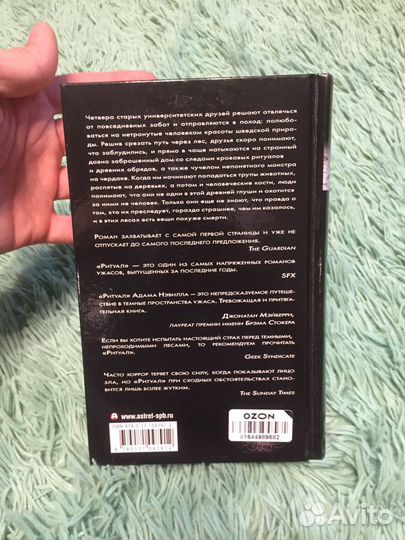 Четверо старых университетских друзей решают отвлечься
от повседневных забот и отправляются в поход: полюбо-
ваться на нетронутые человеком красоты шведской приро-
ды. Решив срезать путь через лес, друзья скоро понимают,
что заблудились, и прямо в чаще натыкаются на странный
давно заброшенный дом со следами кровавых ритуалов
и древних обрядов, а также чучелом непонятного монстра
на чердаке. Когда им начинают попадаться трупы животных,
распятые на деревьях, а потом и человеческие кости, люди
понимают, что они не одни в этой древней глуши и охотится
за ними не человек. Только они еще не знают, что правда о
том, кто их преследует, гораздо страшнее, чем им казалось,
и в этих лесах есть вещи похуже смерти.
Роман захватывает с самой первой страницы и уже не
отпускает до самого последнего предложения.
The Guardian
«Ритуал» — это один из самых напряженных романов
ужасов, выпущенных за последние годы.
SFX
«Ритуал» Адама Нэвилла — это непредсказуемое путеше-
ствие в темные пространства ужаса. Тревожащая и притяга-
тельная книга.
Джонатан Мэйберри,
лауреат премии имени Брэма Стокера
Если вы хотите испытать настоящий страх перед темными,
непроходимыми лесами, то рекомендуем прочитать
«Ритуал».
Geek Syndicate
Часто хоррор теряет свою силу, когда показывают лицо
зла, но «Ритуал» при сходных обстоятельствах стано-
вится лишь более жутким.
The Sunday Times
www.astrel-spb.ru
OZON
Avito